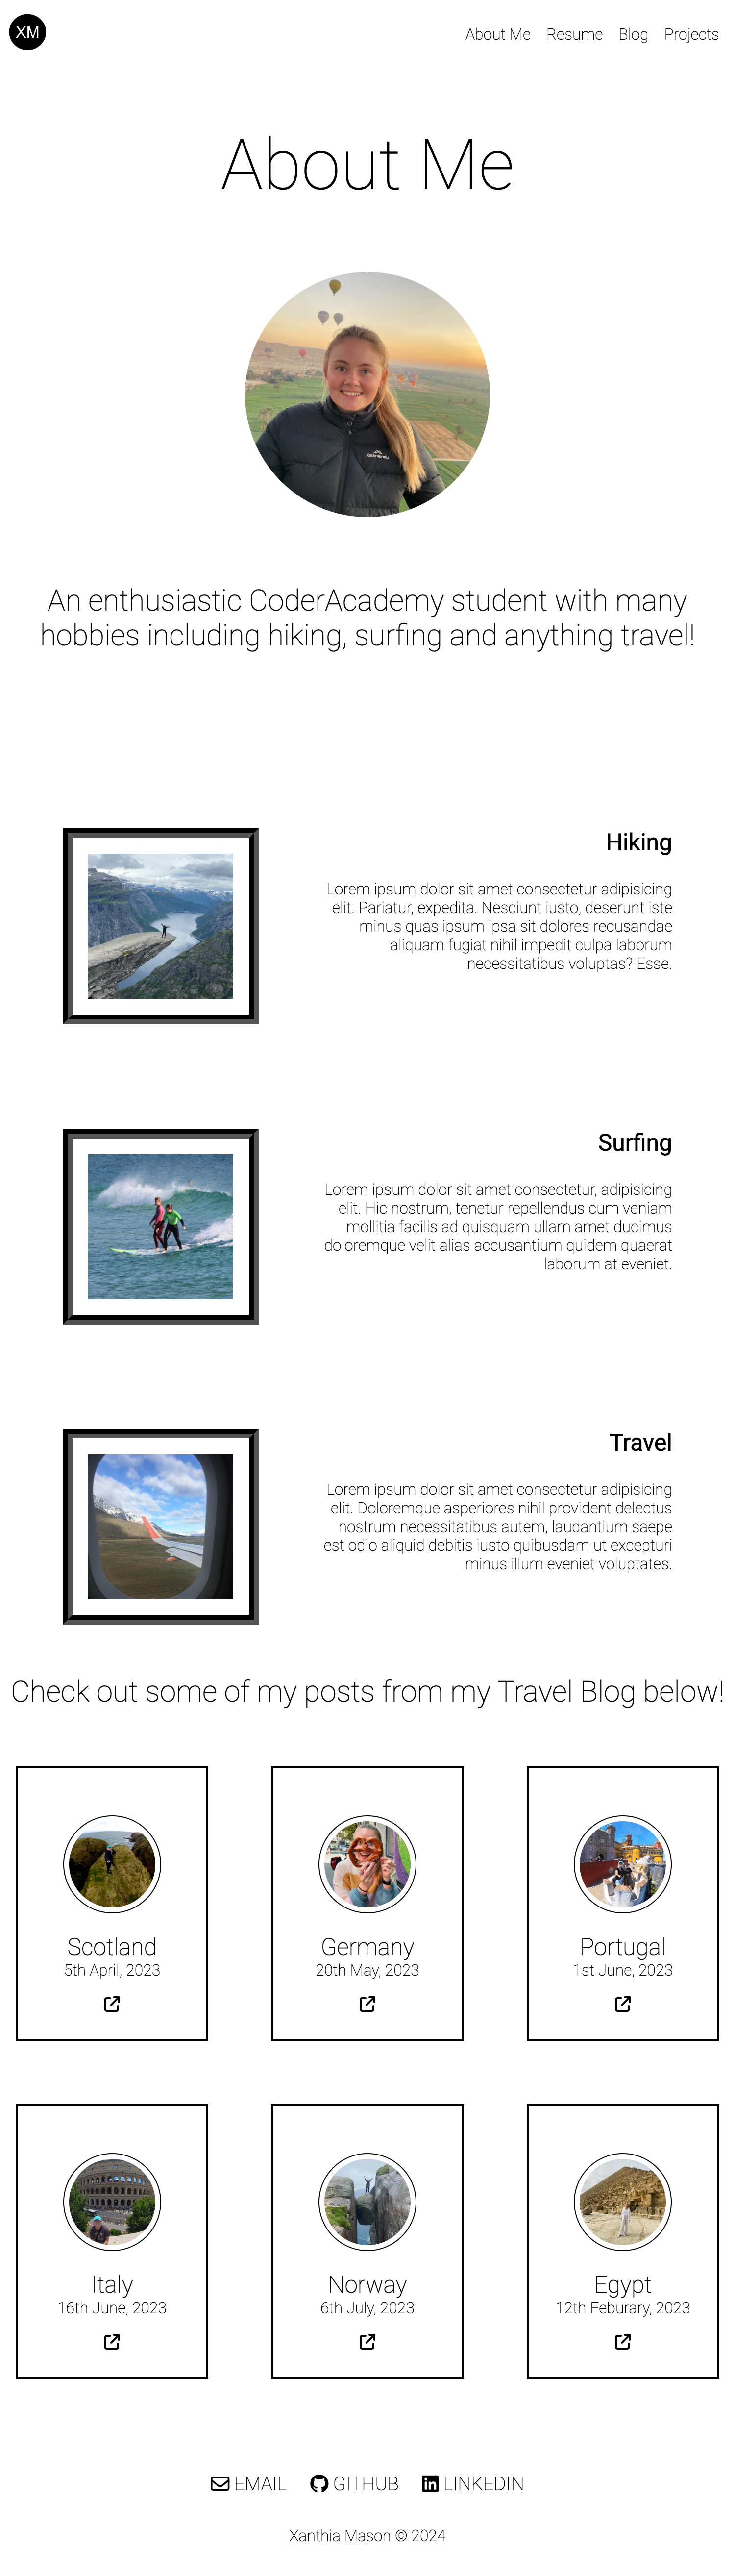 XM
About Me Resume Blog Projects
About Me
An enthusiastic CoderAcademy student with many
hobbies including hiking, surfing and anything travel!
Hiking
Lorem ipsum dolor sit amet consectetur adipisicing
elit. Pariatur, expedita. Nesciunt iusto, deserunt iste
minus quas ipsum ipsa sit dolores recusandae
aliquam fugiat nihil impedit culpa laborum
necessitatibus voluptas? Esse.
Surfing
Lorem ipsum dolor sit amet consectetur, adipisicing
elit. Hic nostrum, tenetur repellendus cum veniam
mollitia facilis ad quisquam ullam amet ducimus
doloremque velit alias accusantium quidem quaerat
laborum at eveniet.
Travel
Lorem ipsum dolor sit amet consectetur adipisicing
elit. Doloremque asperiores nihil provident delectus
nostrum necessitatibus autem, laudantium saepe
est odio aliquid debitis iusto quibusdam ut excepturi
minus illum eveniet voluptates.
Check out some of my posts from my Travel Blog below!
Scotland
5th April, 2023
Germany
20th May, 2023
Portugal
1st June, 2023
Italy
16th June, 2023
Norway
6th July, 2023
Egypt
12th Feburary, 2023
EMAIL GITHUB LINKEDIN
Xanthia Mason © 2024